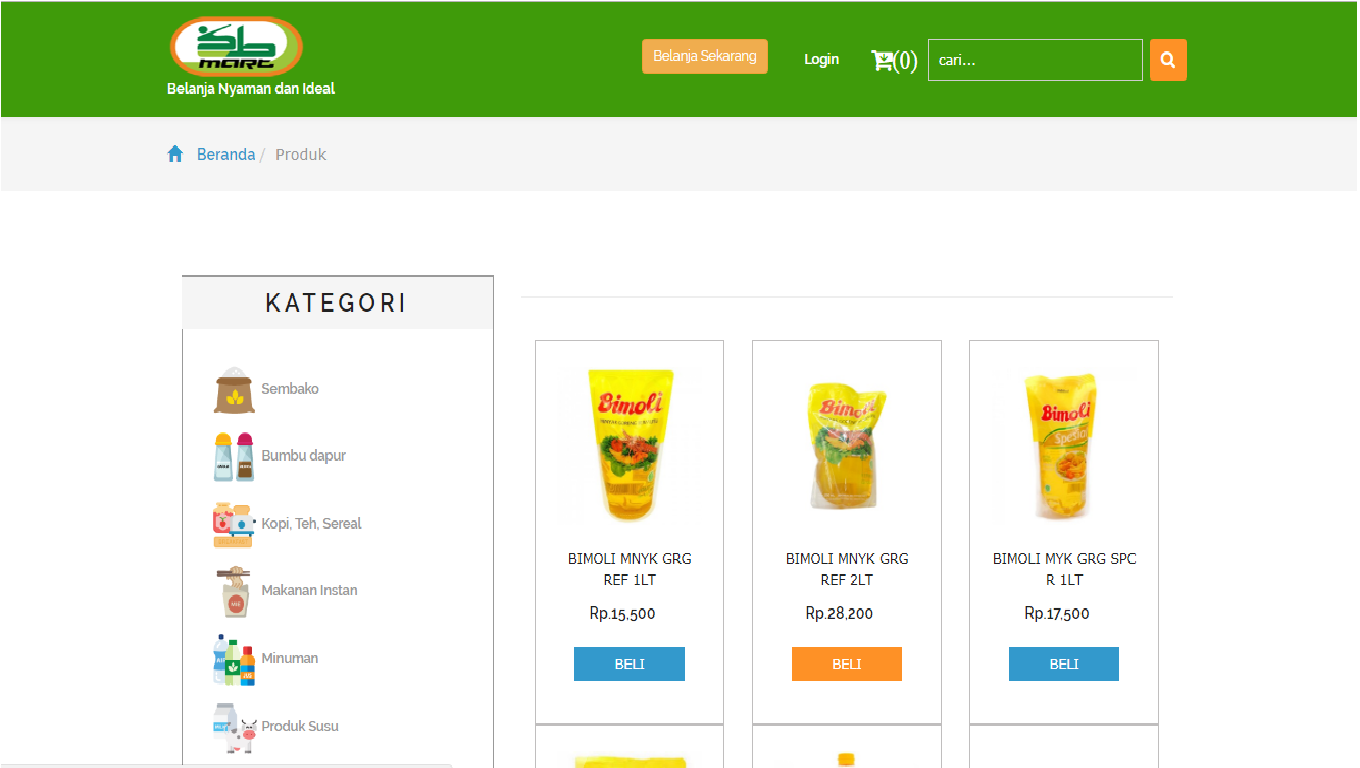 mart
Belanja Nyaman dan Ideal
Belanja Sekarang
Login
(0)
cari...
Beranda / Produk
KATEGORI
Sembako
Bumbu dapur
Kopi, Teh, Sereal
Makanan Instan
Minuman
Produk Susu
Bimoli
BIMOLI MNYK GRG
REF 1LT
Rp.15,500
BELI
Bimoli
BIMOLI MNYK GRG
REF 2LT
Rp.28,200
BELI
Bimoli
Spesial
BIMOLI MYK GRG SPC
R 1LT
Rp.17,500
BELI